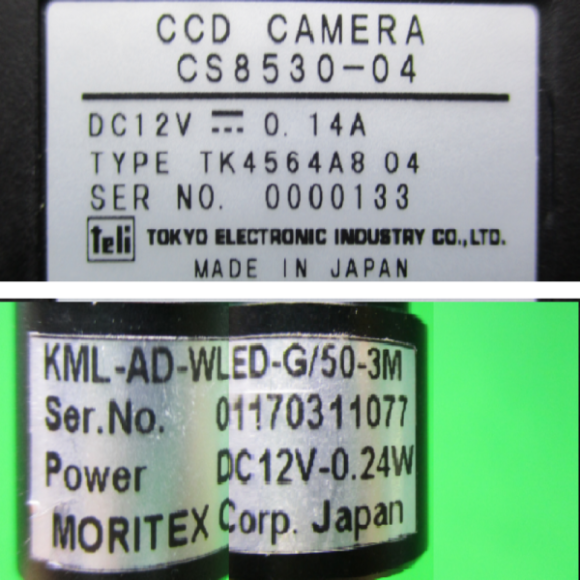 CCD CAMERA
CS8530-04
DC12V ⎓ 0.14A
TYPE TK4564A8 04
SER NO. 0000133
Teli TOKYO ELECTRONIC INDUSTRY CO.,LTD.
MADE IN JAPAN
KML-AD-WLED-G/50-3M
Ser.No. 01170311077
Power DC12V-0.24W
MORITEX Corp. Japan